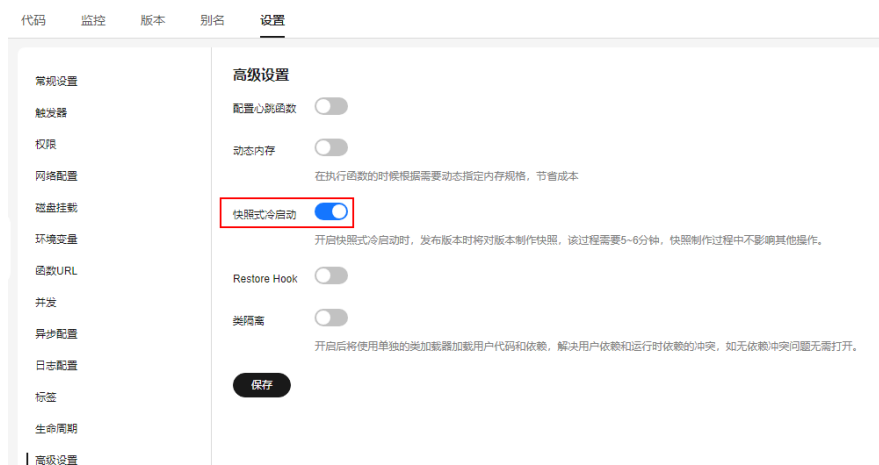 代码 监控 版本 别名 设置
常规设置
触发器
权限
网络配置
磁盘挂载
环境变量
函数URL
并发
异步配置
日志配置
标签
生命周期
高级设置
高级设置
配置心跳函数
动态内存
在执行函数的时候根据需要动态指定内存规格，节省成本
快照式冷启动
开启快照式冷启动时，发布版本时将对版本制作快照，该过程需要5~6分钟，快照制作过程中不影响其他操作。
Restore Hook
类隔离
开启后将使用单独的类加载器加载用户代码和依赖，解决用户依赖和运行时依赖的冲突，如无依赖冲突问题无需打开。
保存